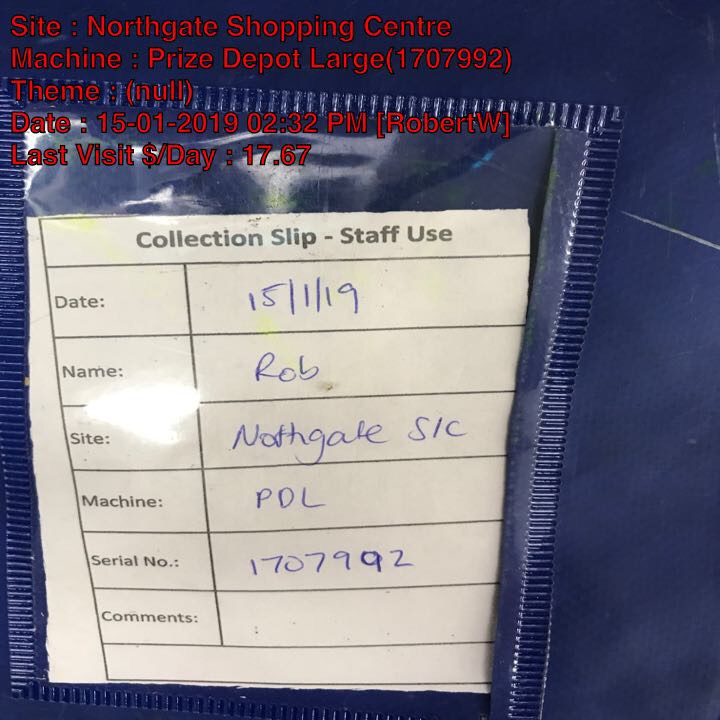 Site : Northgate Shopping Centre
Machine : Prize Depot Large(1707992)
Theme : (null)
Date : 15-01-2019 02:32 PM [RobertW]
Last Visit $/Day : 17.67
Collection Slip - Staff Use
Date: 15/1/19
Name: Rob
Site: Northgate S/C
Machine: PDL
Serial No.: 1707992
Comments: